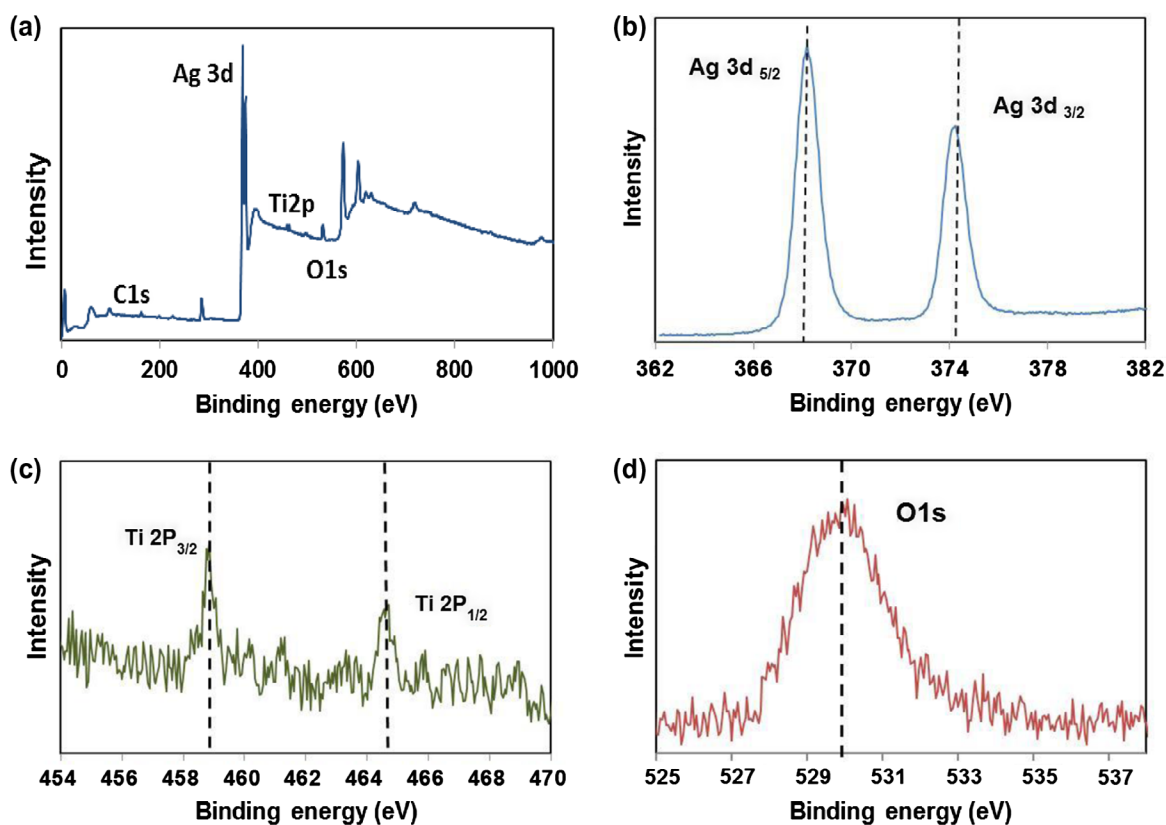 (a)
Intensity
Ag 3d
Ti2p
O1s
C1s
0 200 400 600 800 1000
Binding energy (eV)
(b)
Intensity
Ag 3d 5/2
Ag 3d 3/2
362 366 370 374 378 382
Binding energy (eV)
(c)
Intensity
Ti 2P3/2
Ti 2P1/2
454 456 458 460 462 464 466 468 470
Binding energy (eV)
(d)
Intensity
O1s
525 527 529 531 533 535 537
Binding energy (eV)